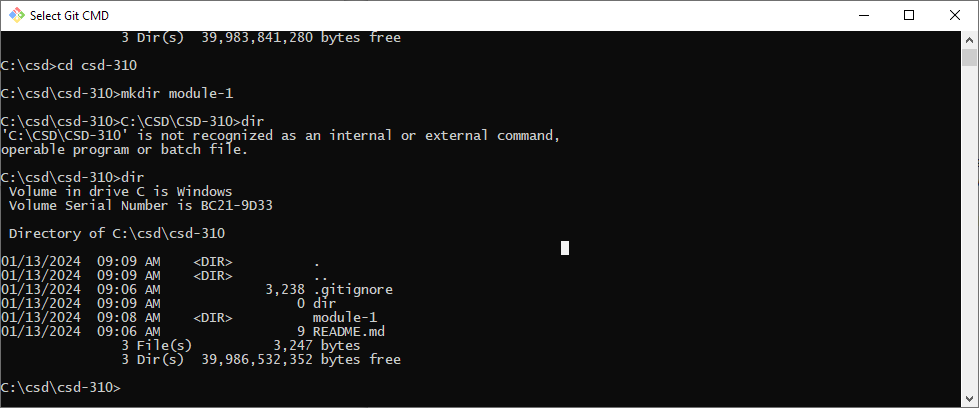 Select Git CMD
               3 Dir(s)  39,983,841,280 bytes free
C:\csd>cd csd-310
C:\csd\csd-310>mkdir module-1
C:\csd\csd-310>C:\CSD\CSD-310>dir
'C:\CSD\CSD-310' is not recognized as an internal or external command,
operable program or batch file.
C:\csd\csd-310>dir
 Volume in drive C is Windows
 Volume Serial Number is BC21-9D33
 Directory of C:\csd\csd-310
01/13/2024  09:09 AM    <DIR>          .
01/13/2024  09:09 AM    <DIR>          ..
01/13/2024  09:06 AM             3,238 .gitignore
01/13/2024  09:09 AM                 0 dir
01/13/2024  09:08 AM    <DIR>          module-1
01/13/2024  09:06 AM                 9 README.md
               3 File(s)          3,247 bytes
               3 Dir(s)  39,986,532,352 bytes free
C:\csd\csd-310>